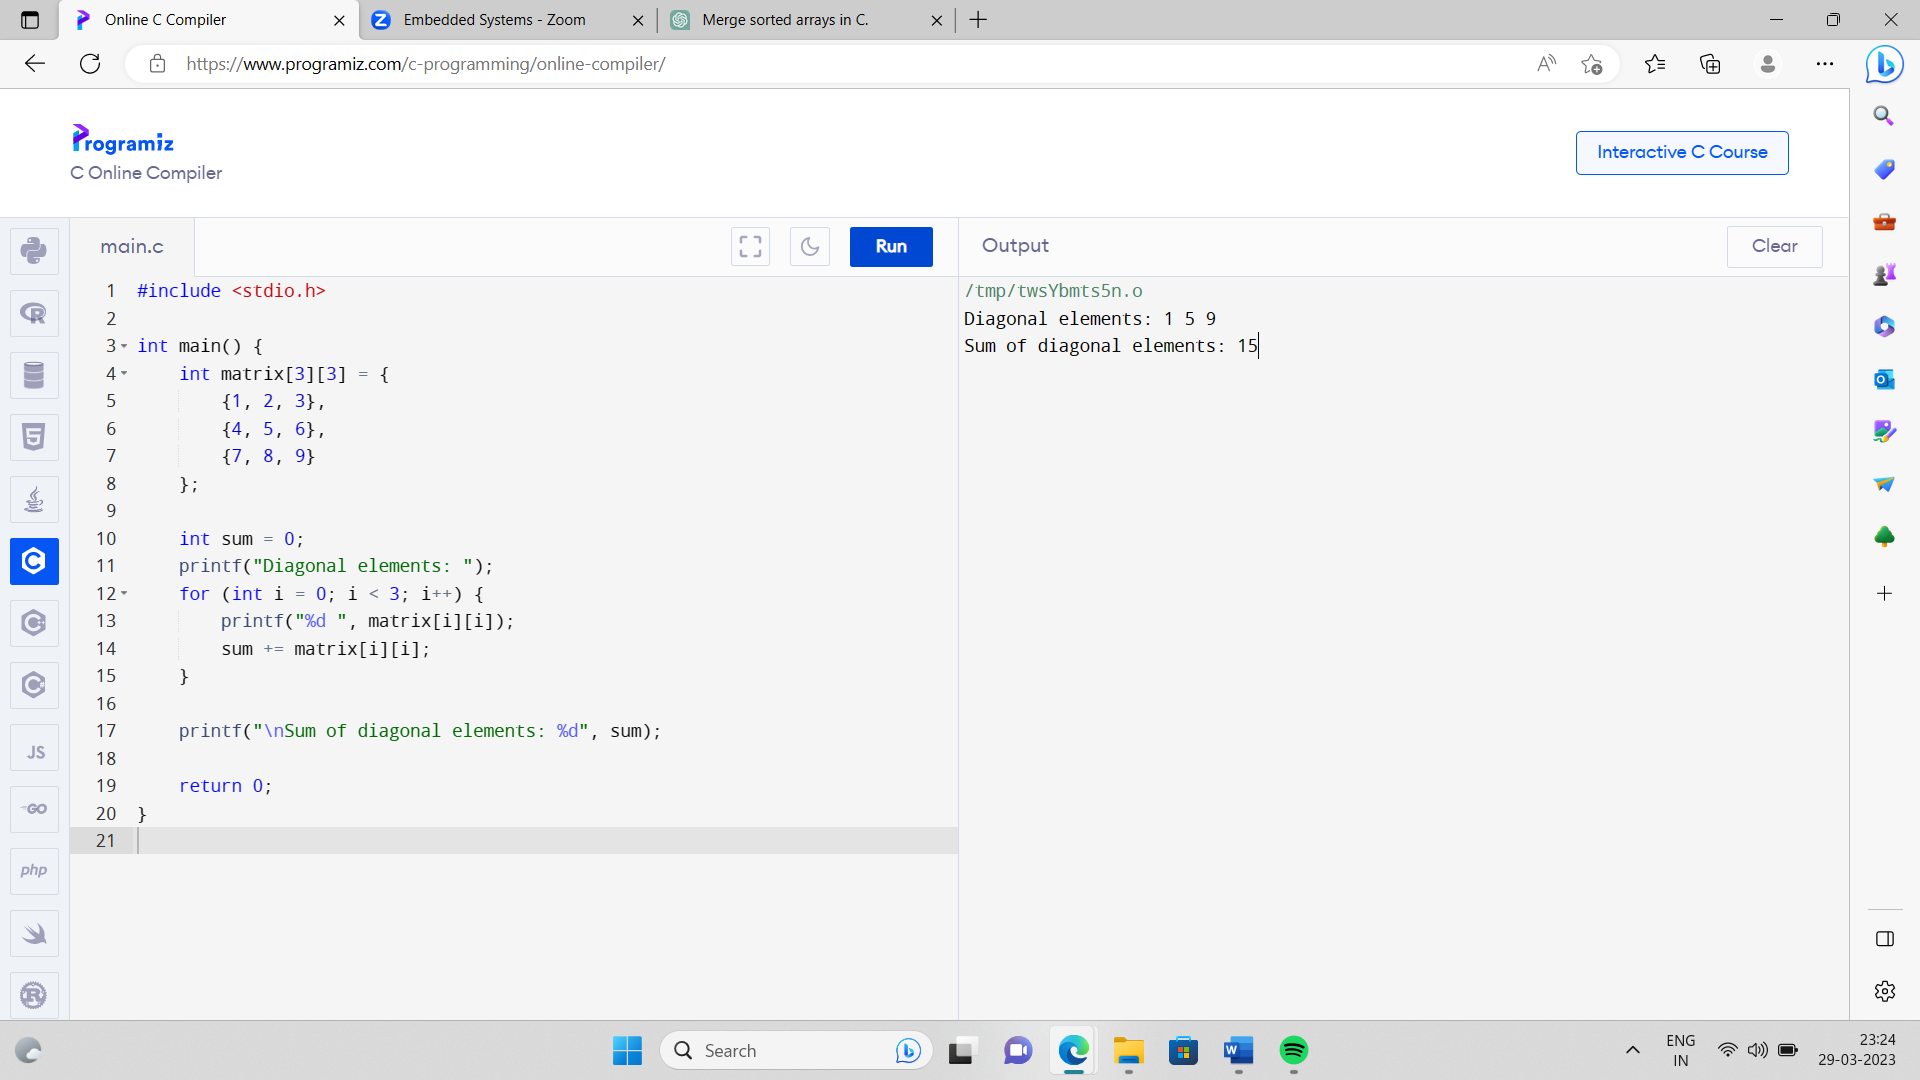 Online C Compiler
Embedded Systems - Zoom
Merge sorted arrays in C.
https://www.programiz.com/c-programming/online-compiler/
Programiz
C Online Compiler
Interactive C Course
main.c
Run
Output
Clear
1 #include <stdio.h>
2
3 int main() {
4 int matrix[3][3] = {
5 {1, 2, 3},
6 {4, 5, 6},
7 {7, 8, 9}
8 };
9
10 int sum = 0;
11 printf("Diagonal elements: ");
12 for (int i = 0; i < 3; i++) {
13 printf("%d ", matrix[i][i]);
14 sum += matrix[i][i];
15 }
16
17 printf("\nSum of diagonal elements: %d", sum);
18
19 return 0;
20 }
21
/tmp/twsYbmts5n.o
Diagonal elements: 1 5 9
Sum of diagonal elements: 15
JS
GO
php
Search
ENG
IN
23:24
29-03-2023